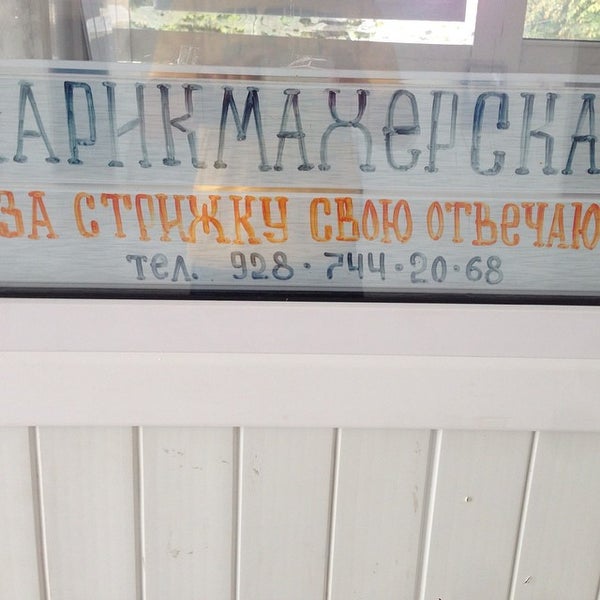 АРИКМАХеРСКА
ЗА СТРИЖКУ СВОЮ ОТВеЧАЮ
тел. 928·744·20·68